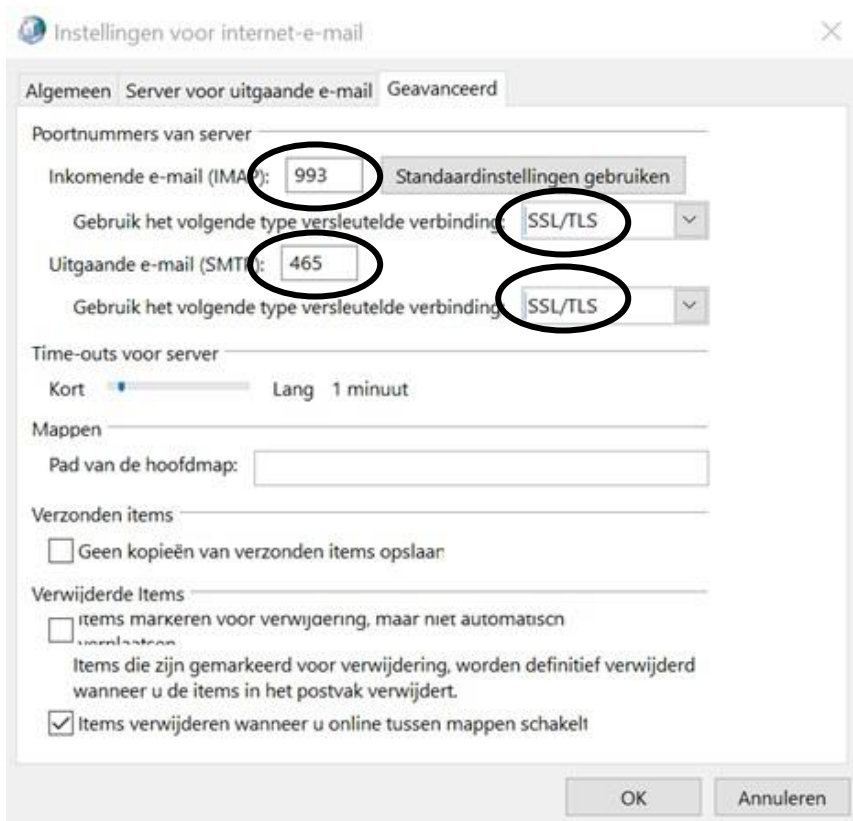 Instellingen voor internet-e-mail
Algemeen Server voor uitgaande e-mail Geavanceerd
Poortnummers van server
Inkomende e-mail (IMAP): 993 Standaardinstellingen gebruiken
Gebruik het volgende type versleutelde verbinding: SSL/TLS
Uitgaande e-mail (SMTP): 465
Gebruik het volgende type versleutelde verbinding SSL/TLS
Time-outs voor server
Kort Lang 1 minuut
Mappen
Pad van de hoofdmap:
Verzonden items
Geen kopieën van verzonden items opslaan
Verwijderde Items
Items markeren voor verwijdering, maar niet automatisch
verplaatsen
Items die zijn gemarkeerd voor verwijdering, worden definitief verwijderd
wanneer u de items in het postvak verwijdert.
Items verwijderen wanneer u online tussen mappen schakelt
OK Annuleren